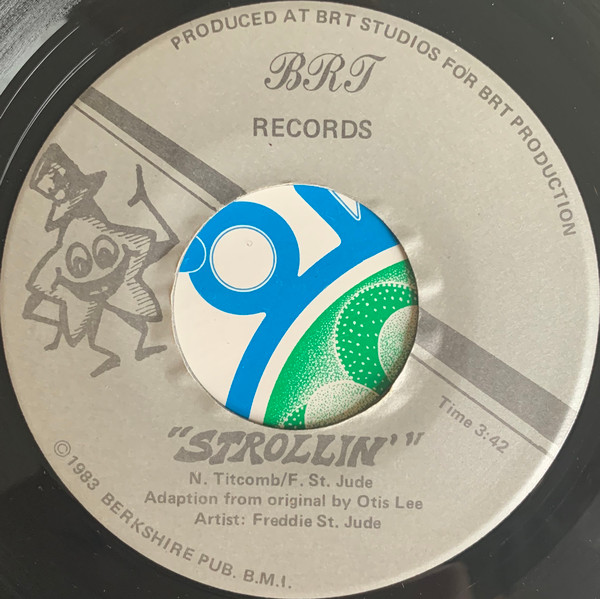 PRODUCED AT BRT STUDIOS FOR BRT PRODUCTION
BRT
RECORDS
Time 3:42
"STROLLIN'"
N. Titcomb/F. St. Jude
Adaption from original by Otis Lee
Artist: Freddie St. Jude
©1983 BERKSHIRE PUB. B.M.I.